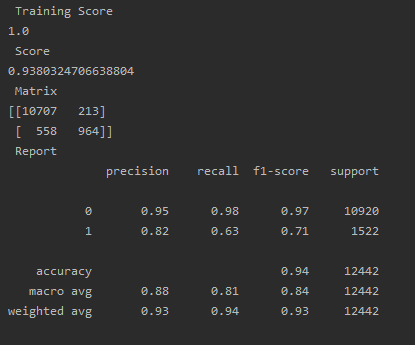 Training Score
1.0
Score
0.9380324706638804
Matrix
[[10707   213]
 [  558   964]]
Report
              precision    recall  f1-score   support

           0       0.95      0.98      0.97     10920
           1       0.82      0.63      0.71      1522

    accuracy                           0.94     12442
   macro avg       0.88      0.81      0.84     12442
weighted avg       0.93      0.94      0.93     12442